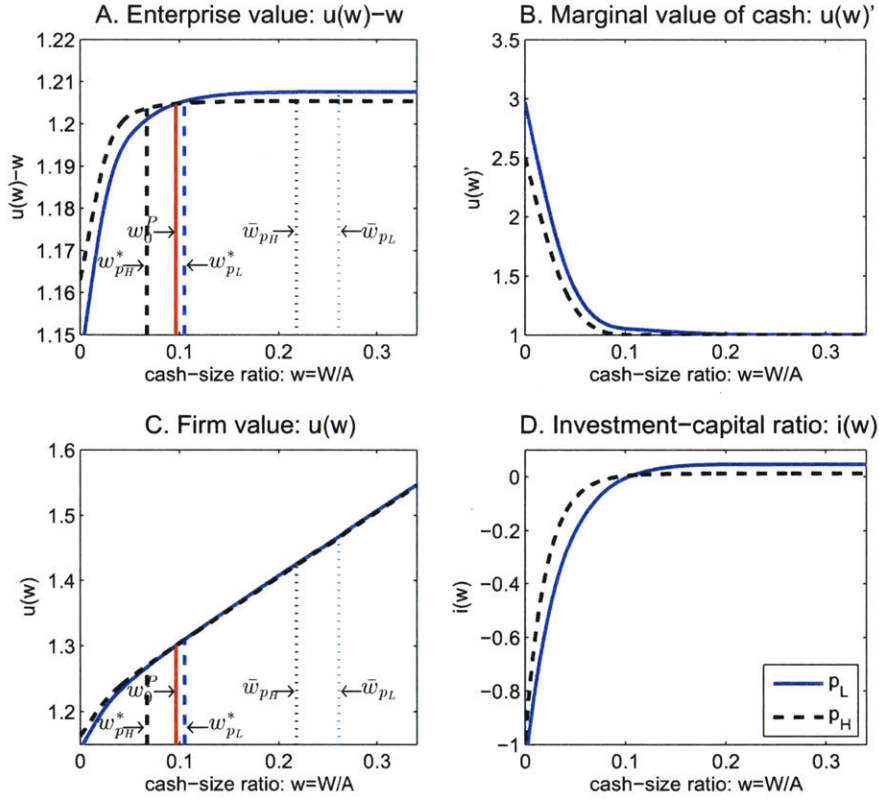 A. Enterprise value: u(w)−w
1.22
1.21
1.2
1.19
1.18
1.17
1.16
1.15
u(w)−w
w_0^P→
w*_{p_H}→
←w*_{p_L}
w̄_{p_H}→
←w̄_{p_L}
0 0.1 0.2 0.3
cash−size ratio: w=W/A
B. Marginal value of cash: u(w)’
3.5
3
2.5
2
1.5
1
u(w)’
0 0.1 0.2 0.3
cash−size ratio: w=W/A
C. Firm value: u(w)
1.6
1.5
1.4
1.3
1.2
u(w)
w_0^P→
w*_{p_H}→
←w*_{p_L}
w̄_{p_H}→
←w̄_{p_L}
0 0.1 0.2 0.3
cash−size ratio: w=W/A
D. Investment−capital ratio: i(w)
0
−0.2
−0.4
−0.6
−0.8
−1
i(w)
p_L
p_H
0 0.1 0.2 0.3
cash−size ratio: w=W/A